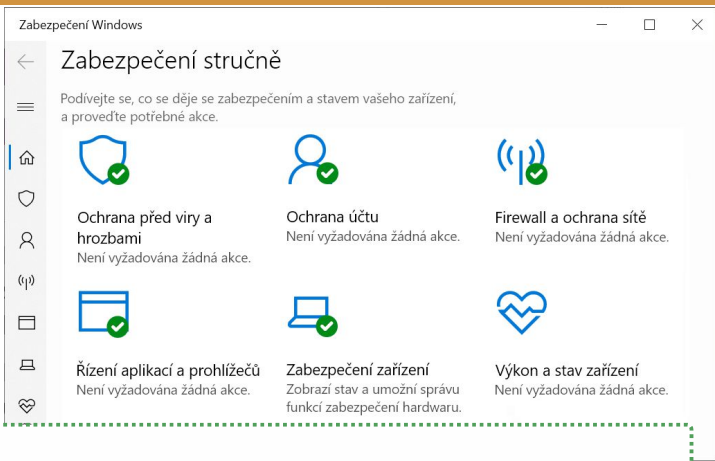 Zabezpečení Windows
Zabezpečení stručně
Podívejte se, co se děje se zabezpečením a stavem vašeho zařízení,
a proveďte potřebné akce.
Ochrana před viry a
hrozbami
Není vyžadována žádná akce.
Ochrana účtu
Není vyžadována žádná akce.
Firewall a ochrana sítě
Není vyžadována žádná akce.
Řízení aplikací a prohlížečů
Není vyžadována žádná akce.
Zabezpečení zařízení
Zobrazí stav a umožní správu
funkcí zabezpečení hardwaru.
Výkon a stav zařízení
Není vyžadována žádná akce.